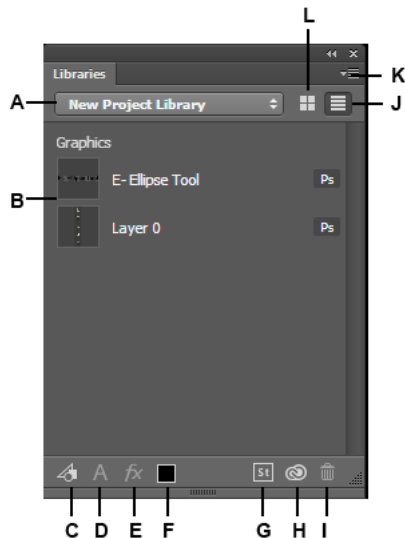 L
Libraries
K
A
New Project Library
J
Graphics
B
E- Ellipse Tool
Ps
Layer 0
Ps
A
fx
St
C
D
E
F
G
H
I